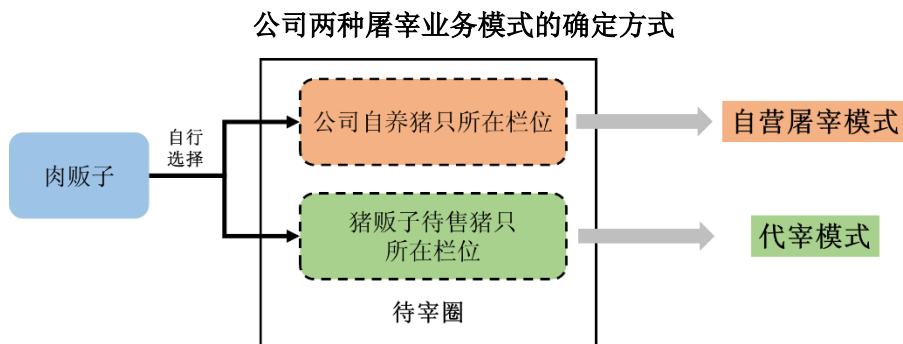 公司两种屠宰业务模式的确定方式
肉贩子
自行
选择
公司自养猪只所在栏位
自营屠宰模式
猪贩子待售猪只
所在栏位
代宰模式
待宰圈